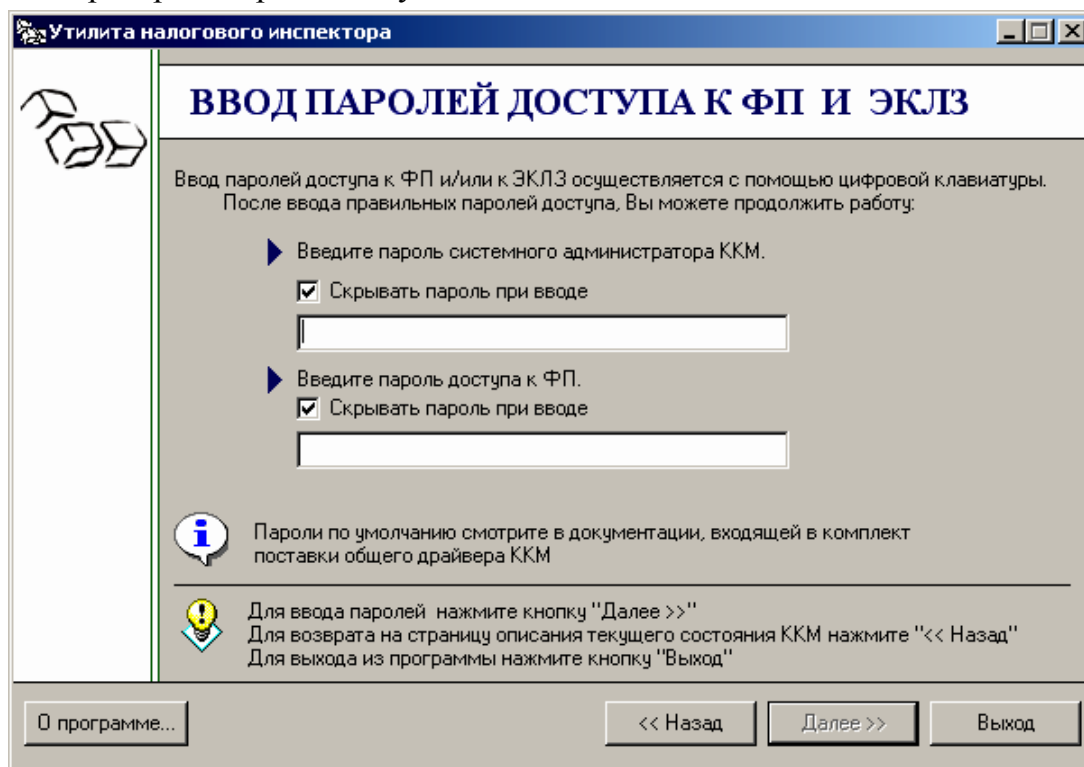 Утилита налогового инспектора
ВВОД ПАРОЛЕЙ ДОСТУПА К ФП И ЭКЛЗ
Ввод паролей доступа к ФП и/или к ЭКЛЗ осуществляется с помощью цифровой клавиатуры.
После ввода правильных паролей доступа, Вы можете продолжить работу:
Введите пароль системного администратора ККМ.
Скрывать пароль при вводе
Введите пароль доступа к ФП.
Скрывать пароль при вводе
Пароли по умолчанию смотрите в документации, входящей в комплект
поставки общего драйвера ККМ
Для ввода паролей нажмите кнопку "Далее >>"
Для возврата на страницу описания текущего состояния ККМ нажмите "<< Назад"
Для выхода из программы нажмите кнопку "Выход"
О программе...
<< Назад
Далее >>
Выход